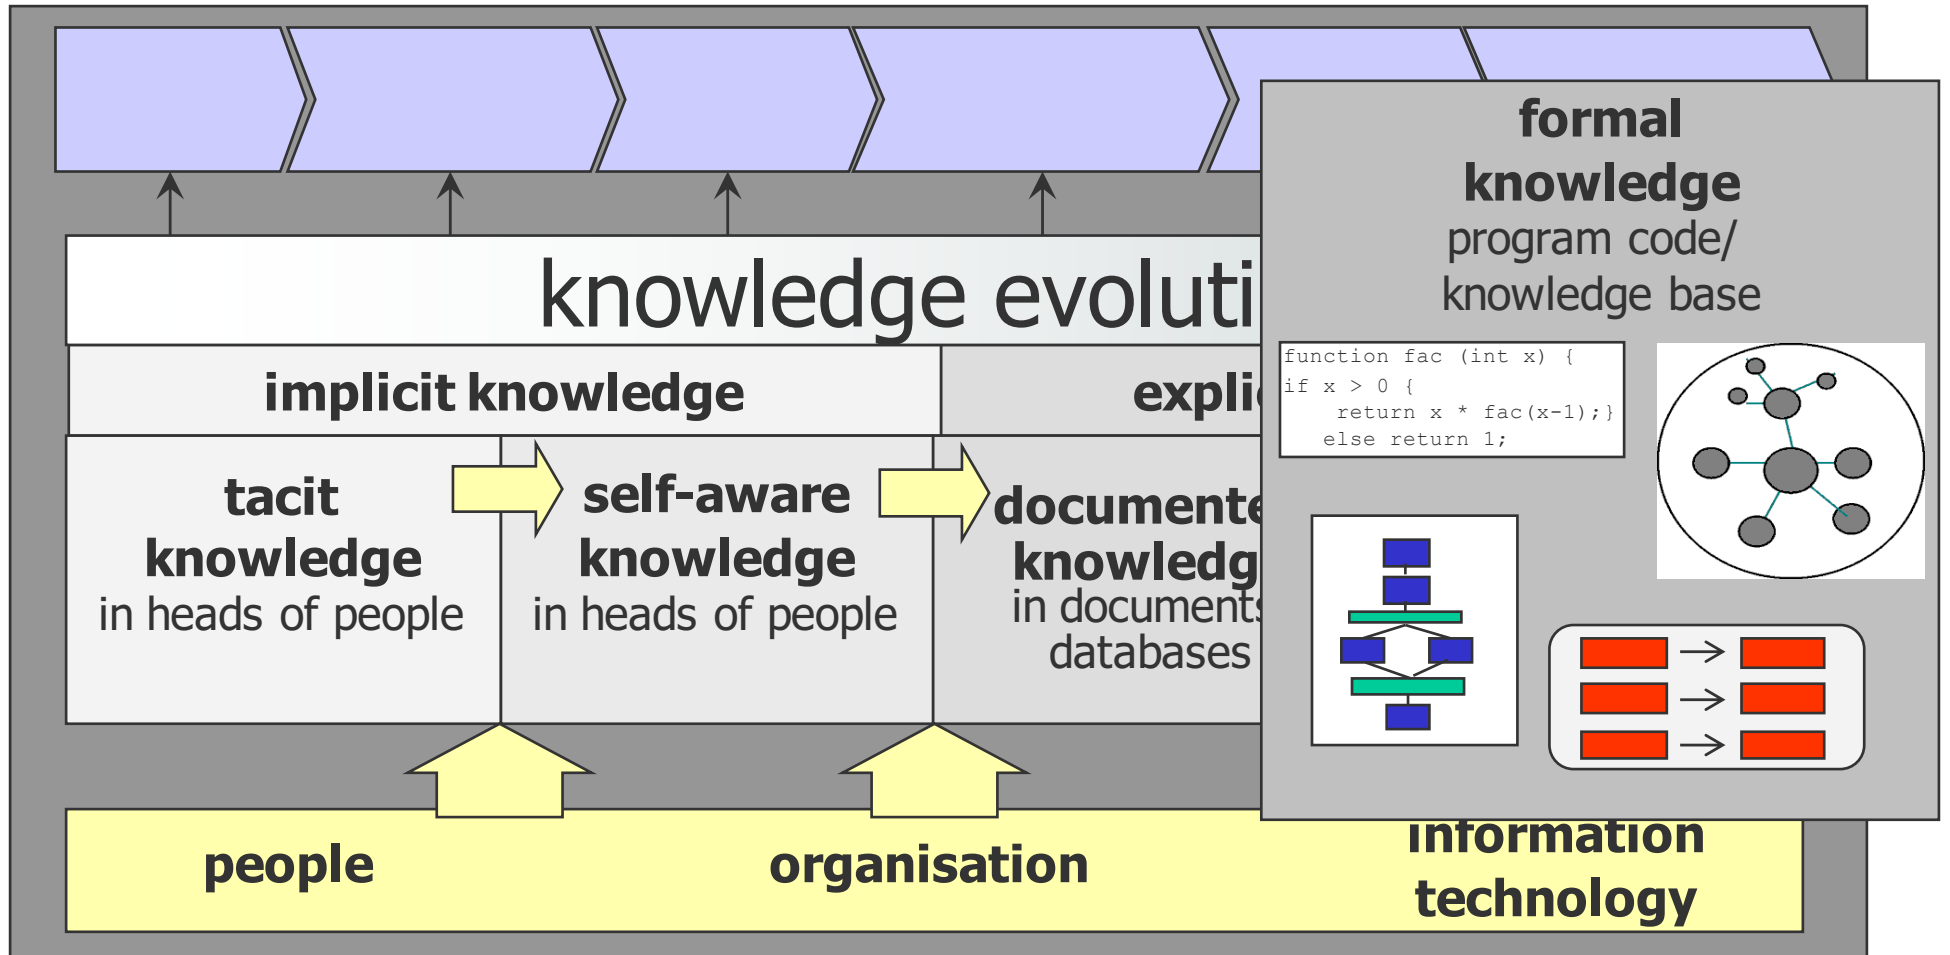 formal
knowledge
program code/
knowledge base
knowledge evoluti
implicit knowledge
expli
function fac (int x) {
if x > 0 {
return x * fac(x-1);}
else return 1;
tacit
knowledge
in heads of people
self-aware
knowledge
in heads of people
documente
knowledg
in documents
databases
people
organisation
information
technology